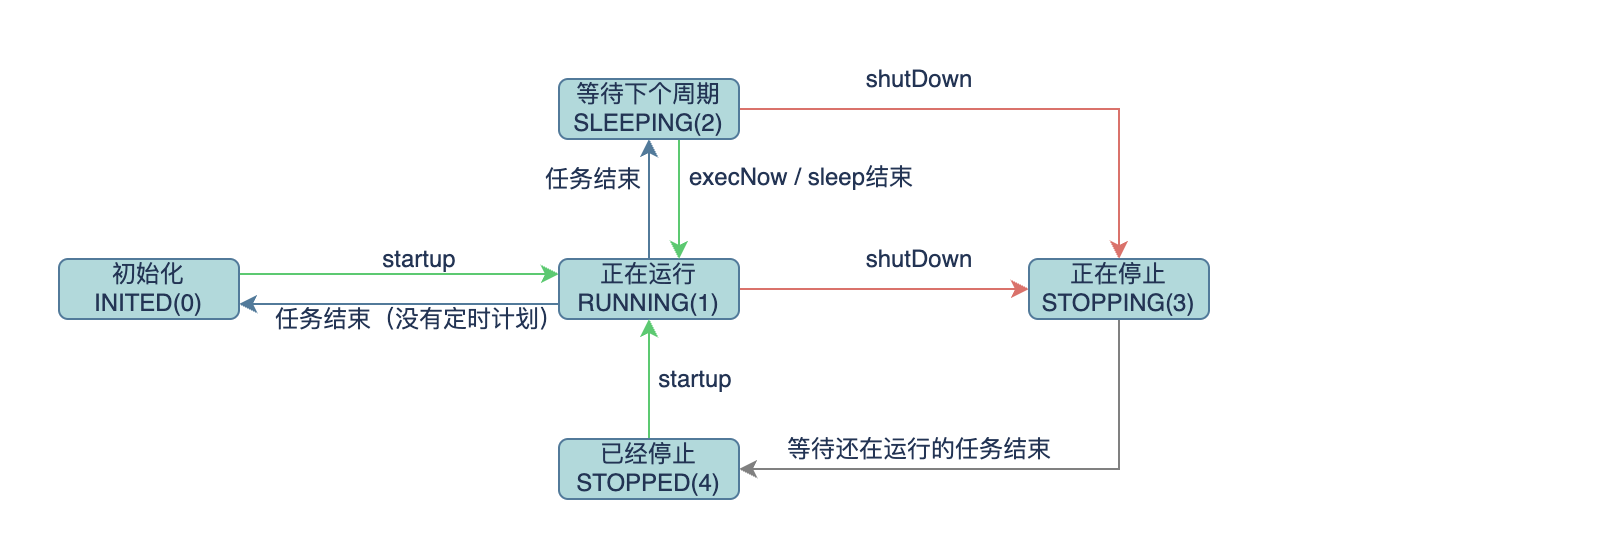 shutDown
等待下个周期
SLEEPING(2)
任务结束
execNow / sleep结束
startup
shutDown
初始化
INITED(0)
正在运行
RUNNING(1)
正在停止
STOPPING(3)
任务结束（没有定时计划）
startup
等待还在运行的任务结束
已经停止
STOPPED(4)